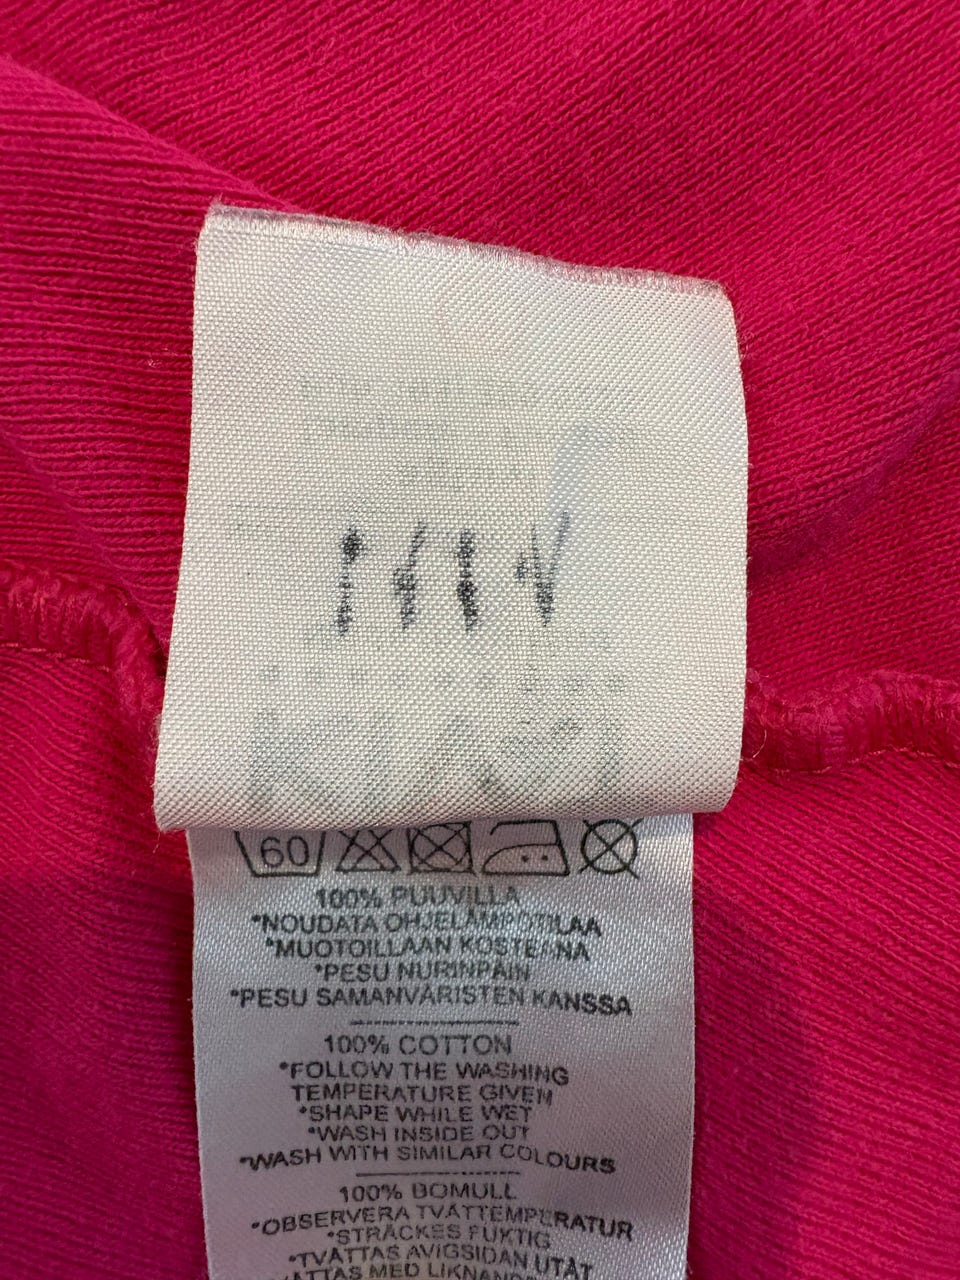 60
100% PUUVILLA
*NOUDATA OHJELÄMPÖTILAA
*MUOTOILLAAN KOSTEANA
*PESU NURINPÄIN
*PESU SAMANVÄRISTEN KANSSA
100% COTTON
*FOLLOW THE WASHING
TEMPERATURE GIVEN
*SHAPE WHILE WET
*WASH INSIDE OUT
*WASH WITH SIMILAR COLOURS
100% BOMULL
*OBSERVERA TVÄTTEMPERATUR
*STRÄCKES FUKTIG
*TVÄTTAS AVIGSIDAN UTÅT